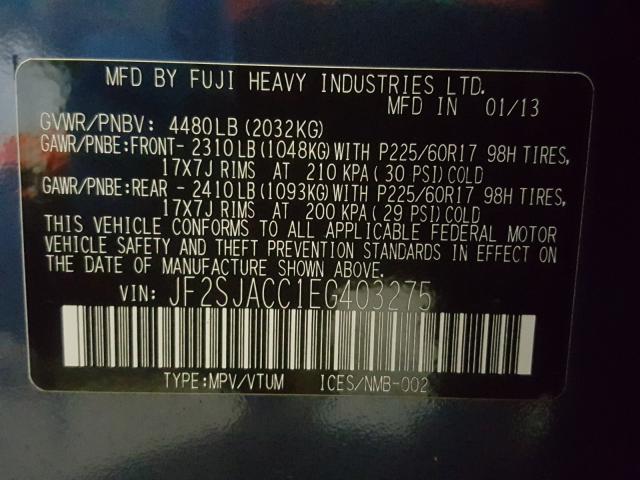 MFD BY FUJI HEAVY INDUSTRIES LTD.
MFD IN 01/13
GVWR/PNBV: 4480LB (2032KG)
GAWR/PNBE:FRONT- 2310LB (1048KG)WITH P225/60R17 98H TIRES,
17X7J RIMS AT 210 KPA ( 30 PSI)COLD
GAWR/PNBE:REAR - 2410LB (1093KG)WITH P225/60R17 98H TIRES,
17X7J RIMS AT 200 KPA ( 29 PSI)COLD
THIS VEHICLE CONFORMS TO ALL APPLICABLE FEDERAL MOTOR
VEHICLE SAFETY AND THEFT PREVENTION STANDARDS IN EFFECT ON
THE DATE OF MANUFACTURE SHOWN ABOVE.
VIN: JF2SJACC1EG403275
TYPE:MPV/VTUM ICES/NMB-002